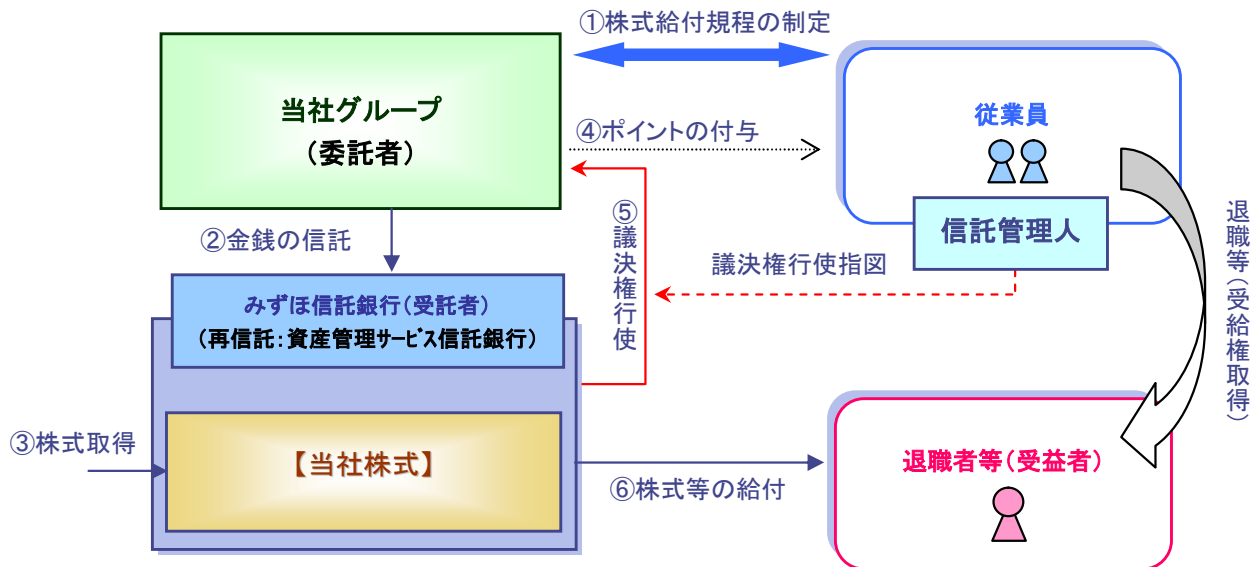 ①株式給付規程の制定
当社グループ
（委託者）
④ポイントの付与
従業員
信託管理人
②金銭の信託
⑤議決権行使
議決権行使指図
退職等（受給権取得）
みずほ信託銀行（受託者）
（再信託：資産管理サービス信託銀行）
③株式取得
【当社株式】
⑥株式等の給付
退職者等（受益者）